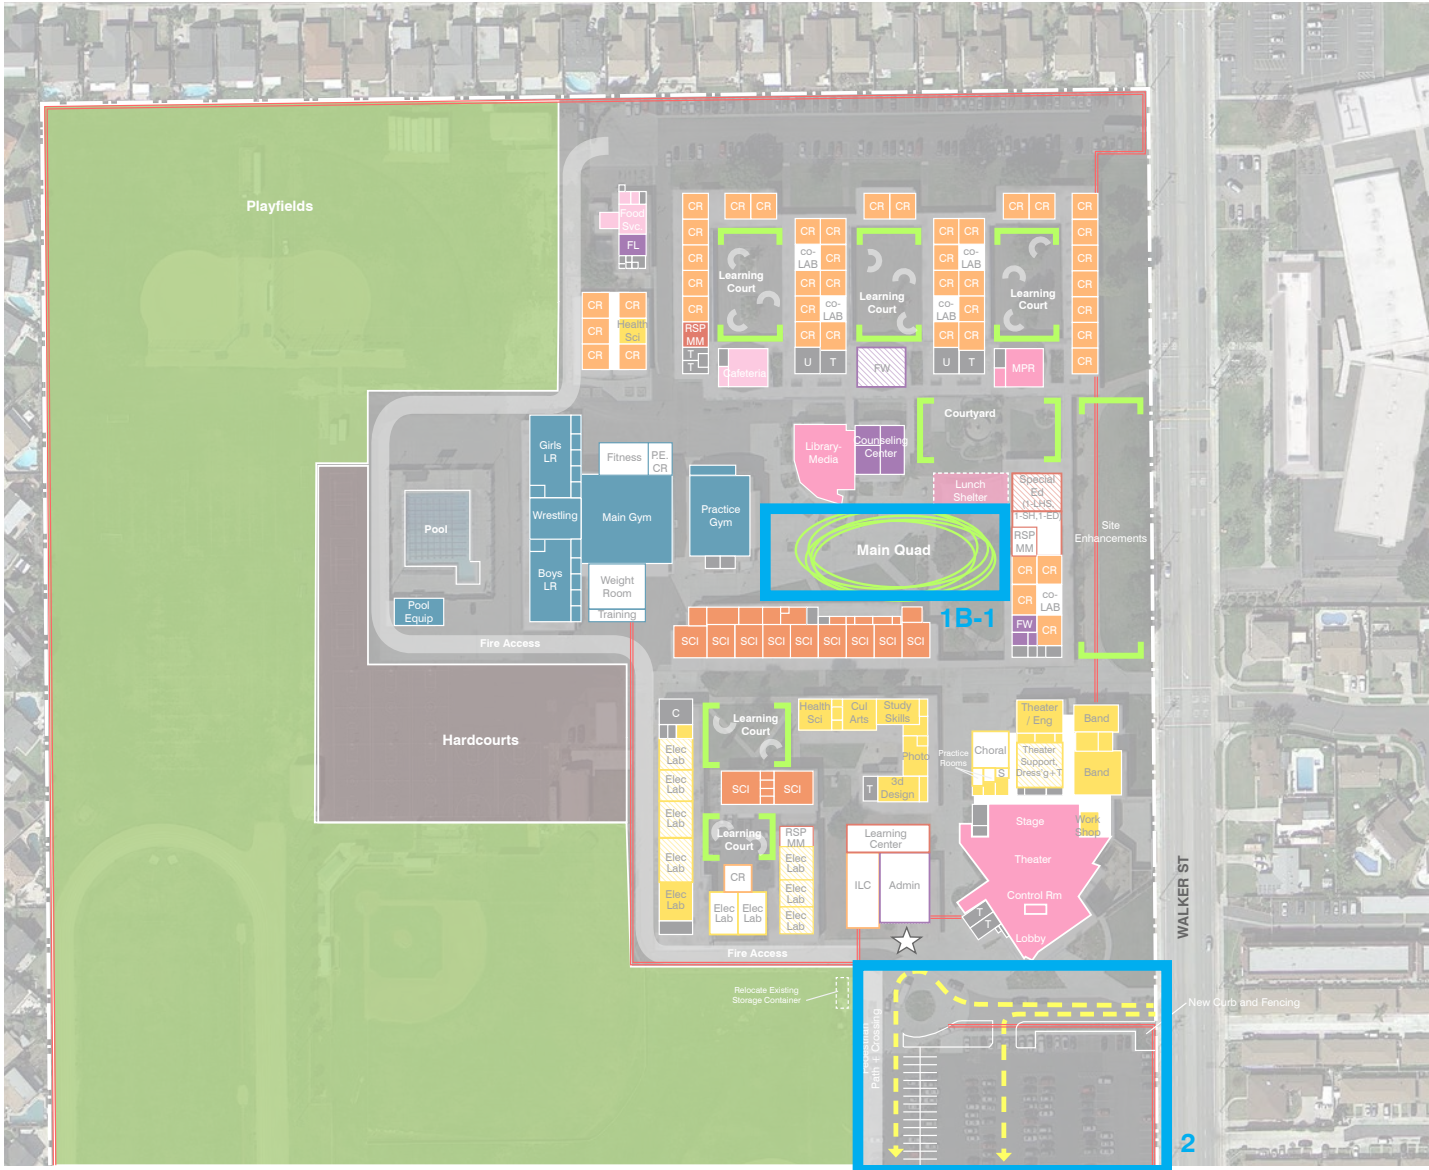 Playfields
Food
Svc.
FL
CR
CR
CR
CR
CR
RSP
MM
T
T
CR CR
CR CR
CR CR
CR
CR
CR
CR
CR
CR
CR
CR CR
CO-
LAB
CR
CR CR
CR
CO-
LAB
CR CR
U T
CR CR
CR
CO-
LAB
CR CR
CO-
LAB
CR
CR CR
U T
Learning
Court
Learning
Court
Learning
Court
CR CR
CR
Health
Sci
CR CR
Cafeteria
FW
MPR
Courtyard
Girls
LR
Fitness
P.E.
CR
Library-
Media
Counseling
Center
Lunch
Shelter
Special
Ed
(1-LHS,
1-SH,1-ED)
Pool
Wrestling
Main Gym
Practice
Gym
Main Quad
RSP
MM
Site
Enhancements
Boys
LR
Weight
Room
Training
Pool
Equip
CR CR
CR
CO-
LAB
FW
CR
1B-1
Fire Access
SCI SCI SCI SCI SCI SCI SCI SCI SCI
Hardcourts
C
Learning
Court
Health
Sci
Cul
Arts
Study
Skills
Theater
/ Eng
Band
Elec
Lab
Elec
Lab
Elec
Lab
Elec
Lab
Elec
Lab
Photo
Practice
Rooms
Choral
S
Theater
Support,
Dress'g+T
Band
SCI SCI
T
3d
Design
Learning
Court
RSP
MM
Learning
Center
Stage
Work
Shop
Elec
Lab
Elec
Lab
Elec
Lab
CR
Elec
Lab
Elec
Lab
ILC
Admin
Theater
Control Rm
T
T
Lobby
WALKER ST
Fire Access
Relocate Existing
Storage Container
Pedestrian
Path + Crossing
New Curb and Fencing
2